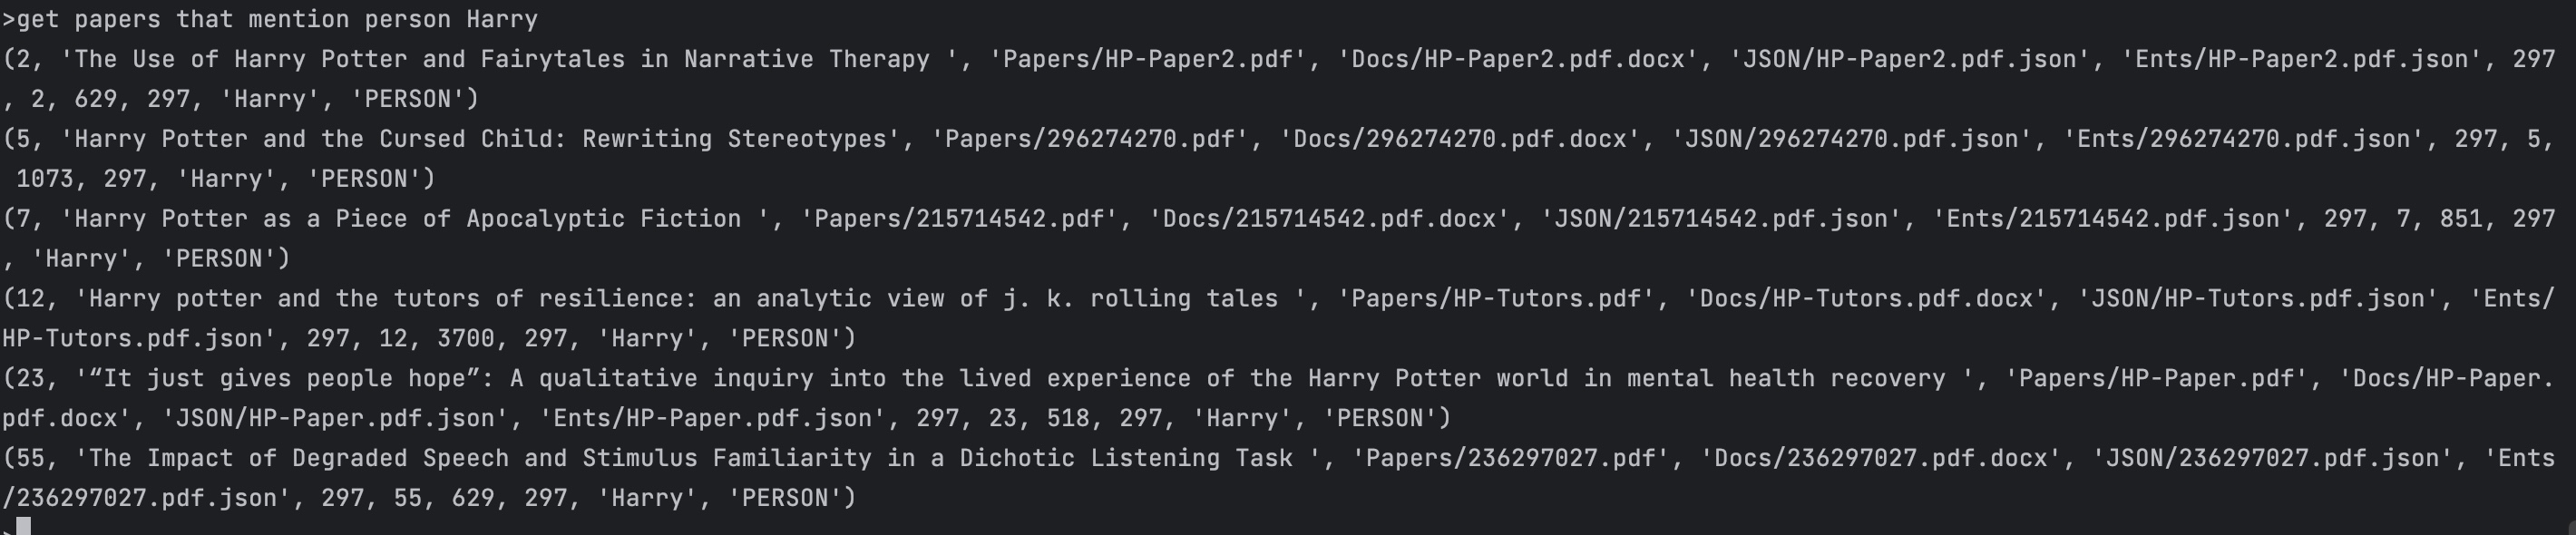 >get papers that mention person Harry
(2, 'The Use of Harry Potter and Fairytales in Narrative Therapy ', 'Papers/HP-Paper2.pdf', 'Docs/HP-Paper2.pdf.docx', 'JSON/HP-Paper2.pdf.json', 'Ents/HP-Paper2.pdf.json', 297
, 2, 629, 297, 'Harry', 'PERSON')
(5, 'Harry Potter and the Cursed Child: Rewriting Stereotypes', 'Papers/296274270.pdf', 'Docs/296274270.pdf.docx', 'JSON/296274270.pdf.json', 'Ents/296274270.pdf.json', 297, 5,
 1073, 297, 'Harry', 'PERSON')
(7, 'Harry Potter as a Piece of Apocalyptic Fiction ', 'Papers/215714542.pdf', 'Docs/215714542.pdf.docx', 'JSON/215714542.pdf.json', 'Ents/215714542.pdf.json', 297, 7, 851, 297
, 'Harry', 'PERSON')
(12, 'Harry potter and the tutors of resilience: an analytic view of j. k. rolling tales ', 'Papers/HP-Tutors.pdf', 'Docs/HP-Tutors.pdf.docx', 'JSON/HP-Tutors.pdf.json', 'Ents/
HP-Tutors.pdf.json', 297, 12, 3700, 297, 'Harry', 'PERSON')
(23, '“It just gives people hope”: A qualitative inquiry into the lived experience of the Harry Potter world in mental health recovery ', 'Papers/HP-Paper.pdf', 'Docs/HP-Paper.
pdf.docx', 'JSON/HP-Paper.pdf.json', 'Ents/HP-Paper.pdf.json', 297, 23, 518, 297, 'Harry', 'PERSON')
(55, 'The Impact of Degraded Speech and Stimulus Familiarity in a Dichotic Listening Task ', 'Papers/236297027.pdf', 'Docs/236297027.pdf.docx', 'JSON/236297027.pdf.json', 'Ents
/236297027.pdf.json', 297, 55, 629, 297, 'Harry', 'PERSON')
>